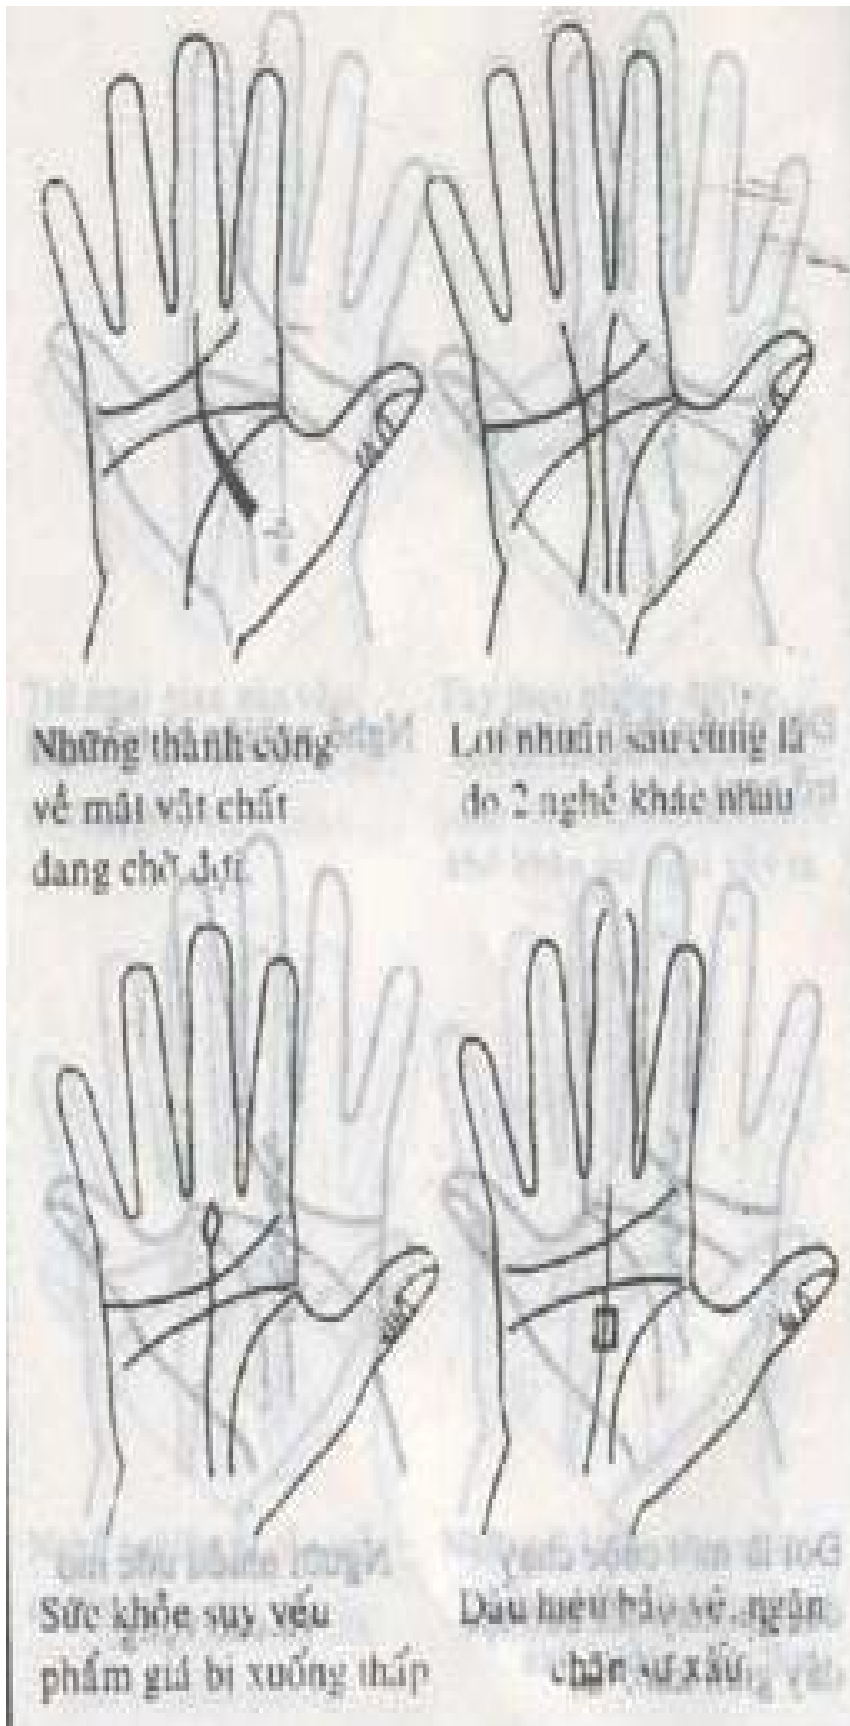 Những thành công
về mặt vật chất
đang chờ đợi.
Lợi nhuận sau cùng là
do 2 nghề khác nhau
Sức khỏe suy yếu
phẩm giá bị xuống thấp
Dấu hiệu bảo vệ, ngăn
chặn sự xấu